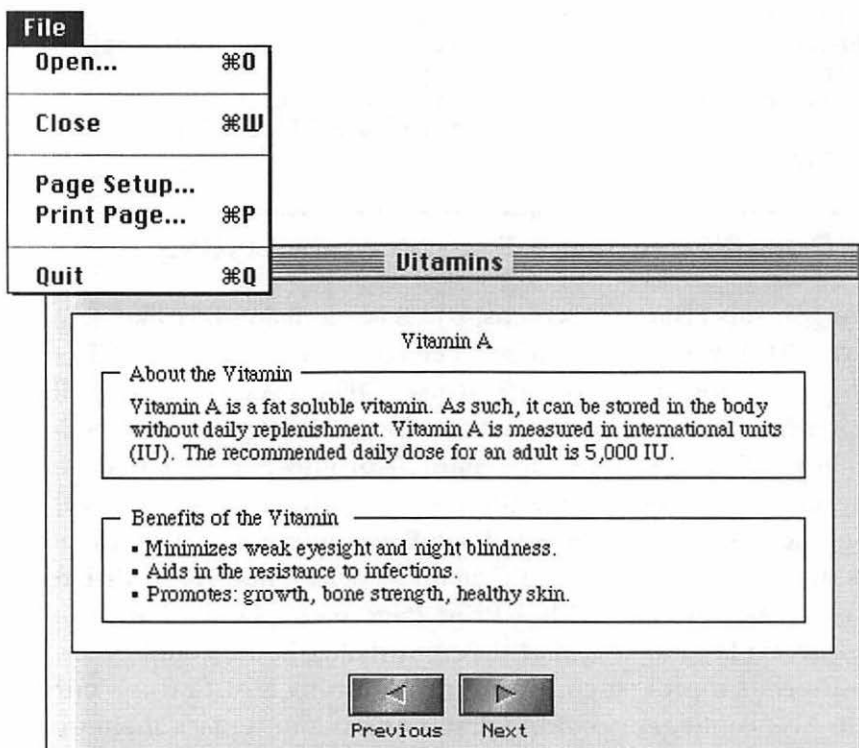 File
Open... ⌘O
Close ⌘W
Page Setup...
Print Page... ⌘P
Quit ⌘Q
Vitamins
Vitamin A
About the Vitamin
Vitamin A is a fat soluble vitamin. As such, it can be stored in the body
without daily replenishment. Vitamin A is measured in international units
(IU). The recommended daily dose for an adult is 5,000 IU.
Benefits of the Vitamin
▪ Minimizes weak eyesight and night blindness.
▪ Aids in the resistance to infections.
▪ Promotes: growth, bone strength, healthy skin.
Previous Next